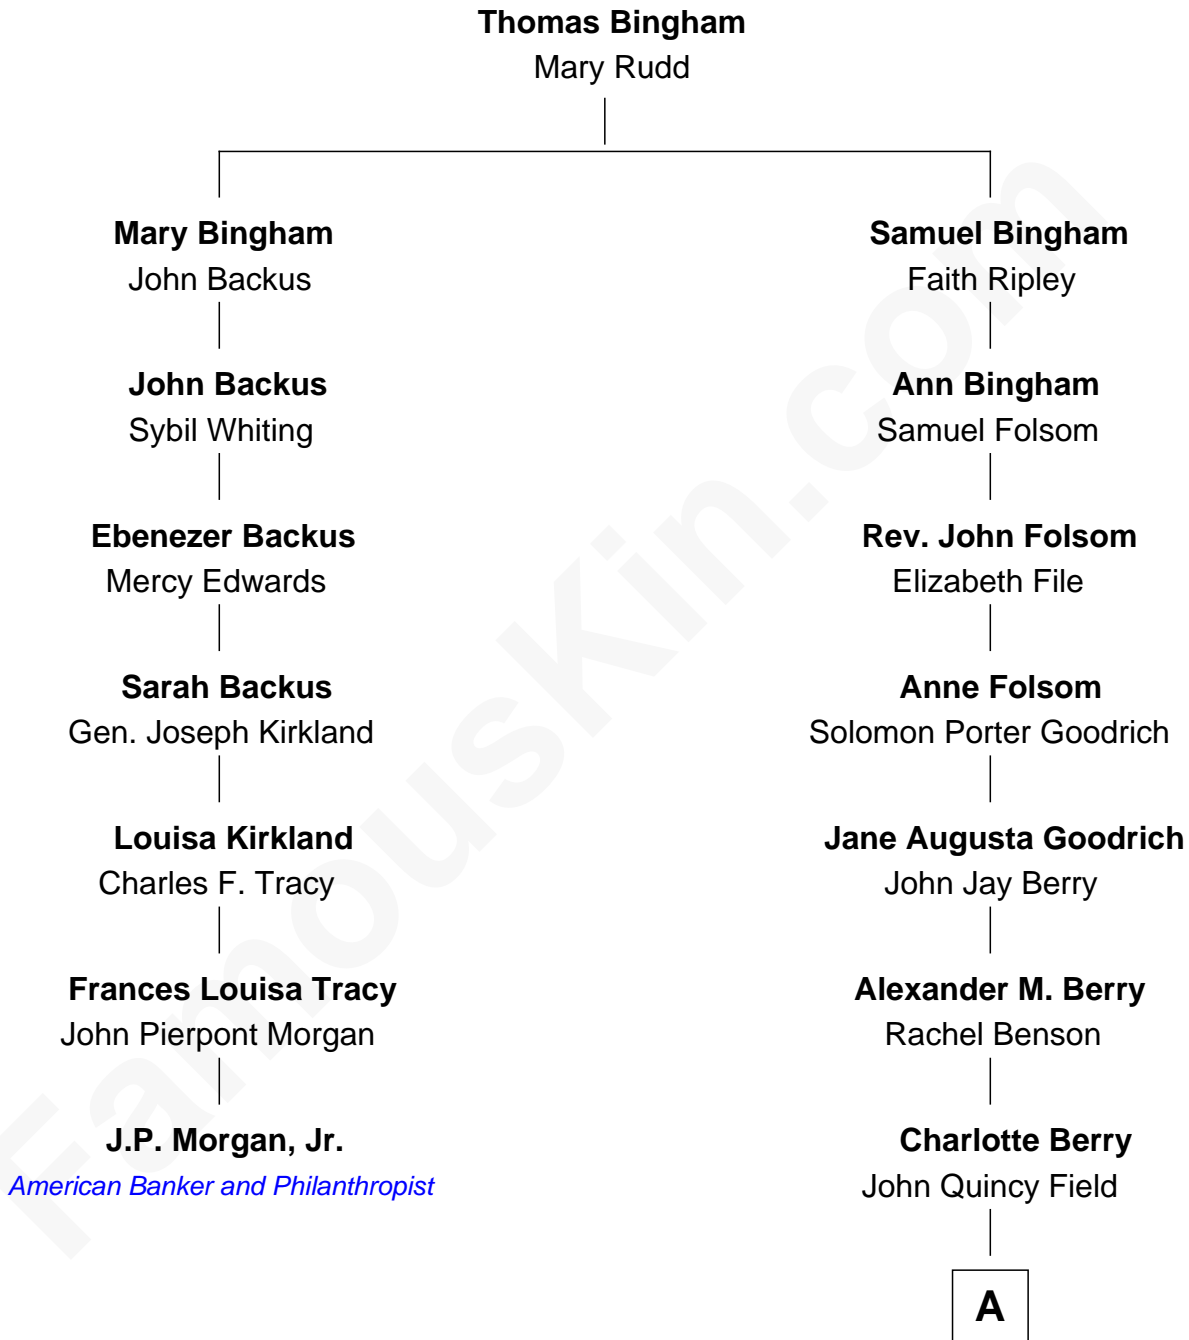 Thomas Bingham
Mary Rudd
Mary Bingham
John Backus
Samuel Bingham
Faith Ripley
John Backus
Sybil Whiting
Ann Bingham
Samuel Folsom
Ebenezer Backus
Mercy Edwards
Rev. John Folsom
Elizabeth File
Sarah Backus
Gen. Joseph Kirkland
Anne Folsom
Solomon Porter Goodrich
Louisa Kirkland
Charles F. Tracy
Jane Augusta Goodrich
John Jay Berry
Frances Louisa Tracy
John Pierpont Morgan
Alexander M. Berry
Rachel Benson
J.P. Morgan, Jr.
American Banker and Philanthropist
Charlotte Berry
John Quincy Field
A
FamousKin.com